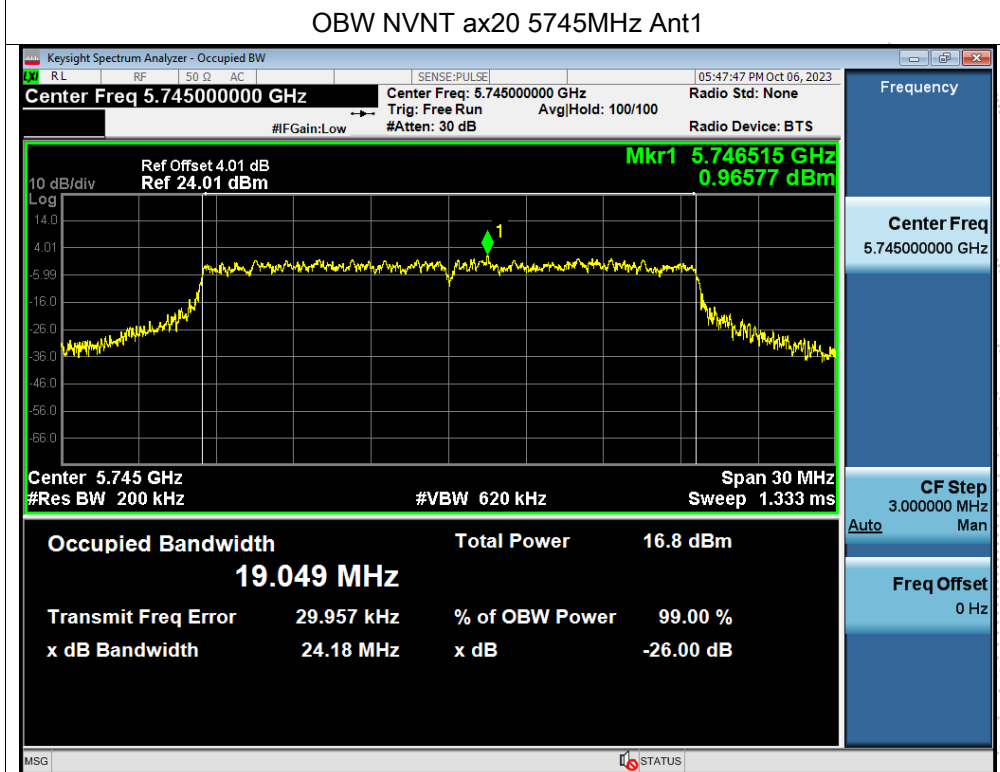 OBW NVNT ax20 5745MHz Ant1
Keysight Spectrum Analyzer - Occupied BW
LXI RL RF 50 Ω AC SENSE:PULSE 05:47:47 PM Oct 06, 2023
Center Freq 5.745000000 GHz
Center Freq: 5.745000000 GHz Radio Std: None
Trig: Free Run Avg|Hold: 100/100
#IFGain:Low #Atten: 30 dB Radio Device: BTS
Frequency
Mkr1 5.746515 GHz
0.96577 dBm
Ref Offset 4.01 dB
10 dB/div Ref 24.01 dBm
Log
14.0
4.01
-5.99
-16.0
-26.0
-36.0
-46.0
-56.0
-66.0
1
Center 5.745 GHz Span 30 MHz
#Res BW 200 kHz #VBW 620 kHz Sweep 1.333 ms
Occupied Bandwidth Total Power 16.8 dBm
19.049 MHz
Transmit Freq Error 29.957 kHz % of OBW Power 99.00 %
x dB Bandwidth 24.18 MHz x dB -26.00 dB
Center Freq
5.745000000 GHz
CF Step
3.000000 MHz
Auto Man
Freq Offset
0 Hz
MSG STATUS